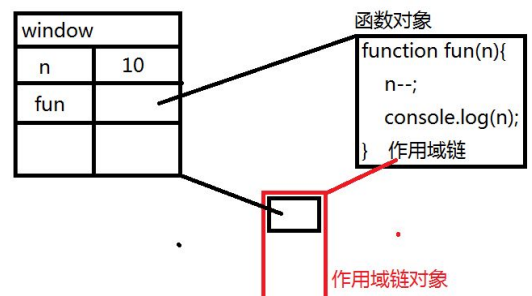 window
n 10
fun
函数对象
function fun(n){
n--;
console.log(n);
} 作用域链
作用域链对象